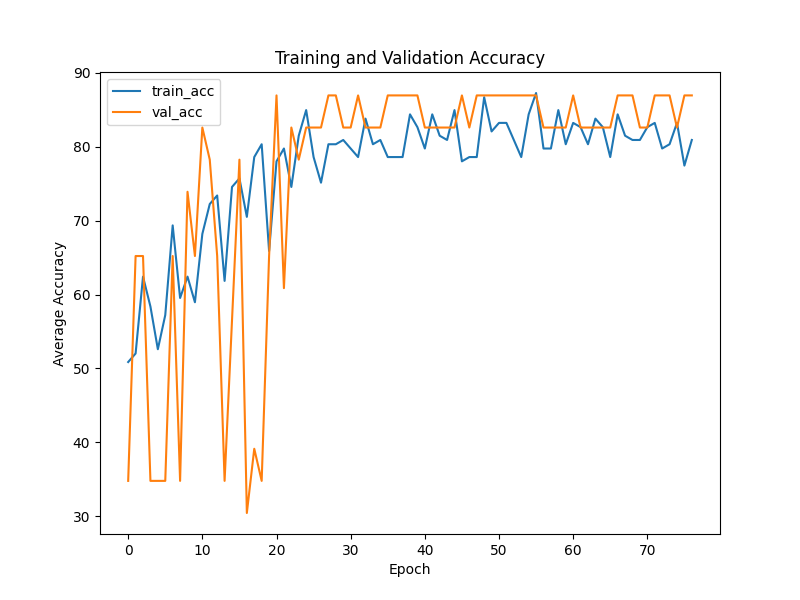 Training and Validation Accuracy
train_acc
val_acc
Average Accuracy
90
80
70
60
50
40
30
0 10 20 30 40 50 60 70
Epoch